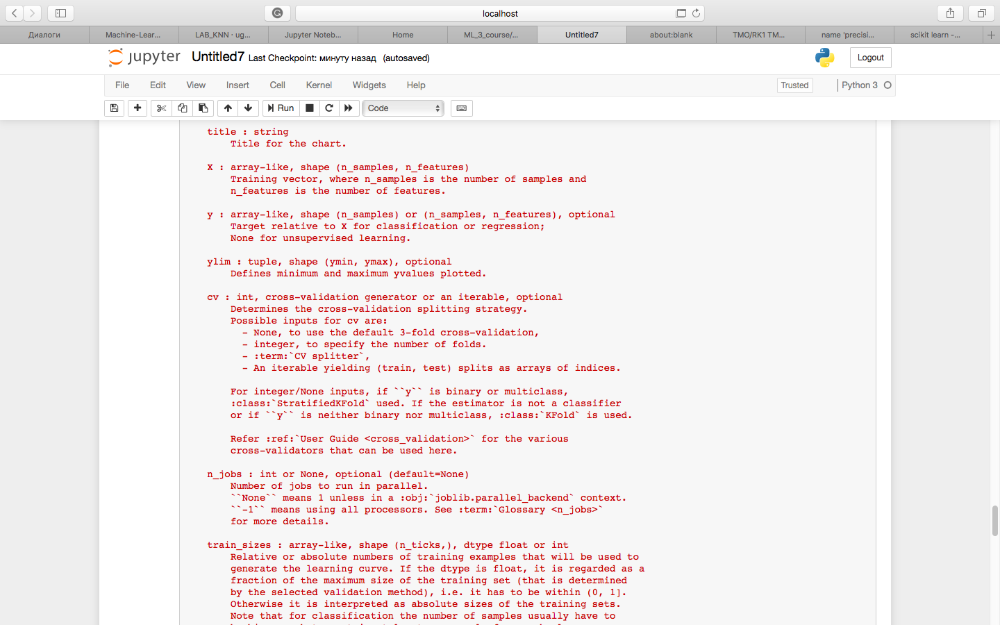 localhost
Диалоги
Machine-Lear...
LAB_KNN · ug...
Jupyter Noteb...
Home
ML_3_course/...
Untitled7
about:blank
TMO/RK1 TM...
name 'precisi...
scikit learn -...
jupyter Untitled7 Last Checkpoint: минуту назад (autosaved)
Logout
File Edit View Insert Cell Kernel Widgets Help
Trusted
Python 3
Run
Code
title : string
Title for the chart.
X : array-like, shape (n_samples, n_features)
Training vector, where n_samples is the number of samples and
n_features is the number of features.
y : array-like, shape (n_samples) or (n_samples, n_features), optional
Target relative to X for classification or regression;
None for unsupervised learning.
ylim : tuple, shape (ymin, ymax), optional
Defines minimum and maximum yvalues plotted.
cv : int, cross-validation generator or an iterable, optional
Determines the cross-validation splitting strategy.
Possible inputs for cv are:
- None, to use the default 3-fold cross-validation,
- integer, to specify the number of folds.
- :term:`CV splitter`,
- An iterable yielding (train, test) splits as arrays of indices.
For integer/None inputs, if ``y`` is binary or multiclass,
:class:`StratifiedKFold` used. If the estimator is not a classifier
or if ``y`` is neither binary nor multiclass, :class:`KFold` is used.
Refer :ref:`User Guide <cross_validation>` for the various
cross-validators that can be used here.
n_jobs : int or None, optional (default=None)
Number of jobs to run in parallel.
``None`` means 1 unless in a :obj:`joblib.parallel_backend` context.
``-1`` means using all processors. See :term:`Glossary <n_jobs>`
for more details.
train_sizes : array-like, shape (n_ticks,), dtype float or int
Relative or absolute numbers of training examples that will be used to
generate the learning curve. If the dtype is float, it is regarded as a
fraction of the maximum size of the training set (that is determined
by the selected validation method), i.e. it has to be within (0, 1].
Otherwise it is interpreted as absolute sizes of the training sets.
Note that for classification the number of samples usually have to